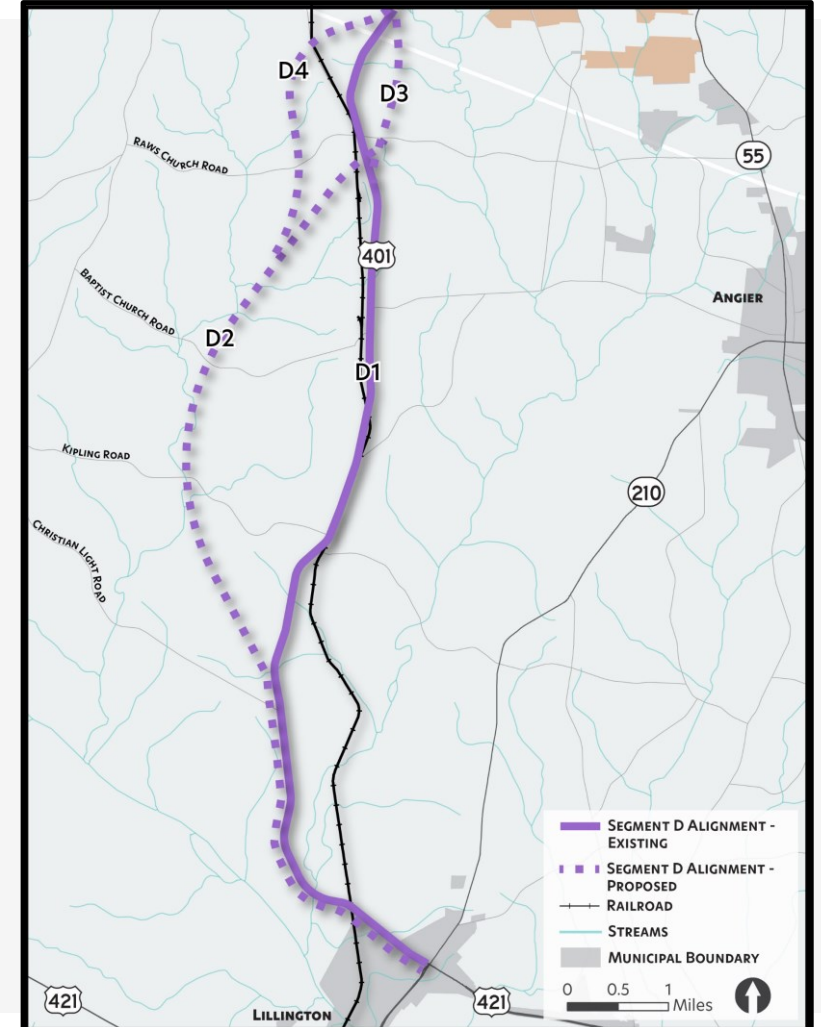 D4
D3
55
RAWS CHURCH ROAD
401
BAPTIST CHURCH ROAD
ANGIER
D2
D1
KIPLING ROAD
210
CHRISTIAN LIGHT ROAD
SEGMENT D ALIGNMENT -
EXISTING
SEGMENT D ALIGNMENT -
PROPOSED
RAILROAD
STREAMS
MUNICIPAL BOUNDARY
0 0.5 1
Miles
421
LILLINGTON
421